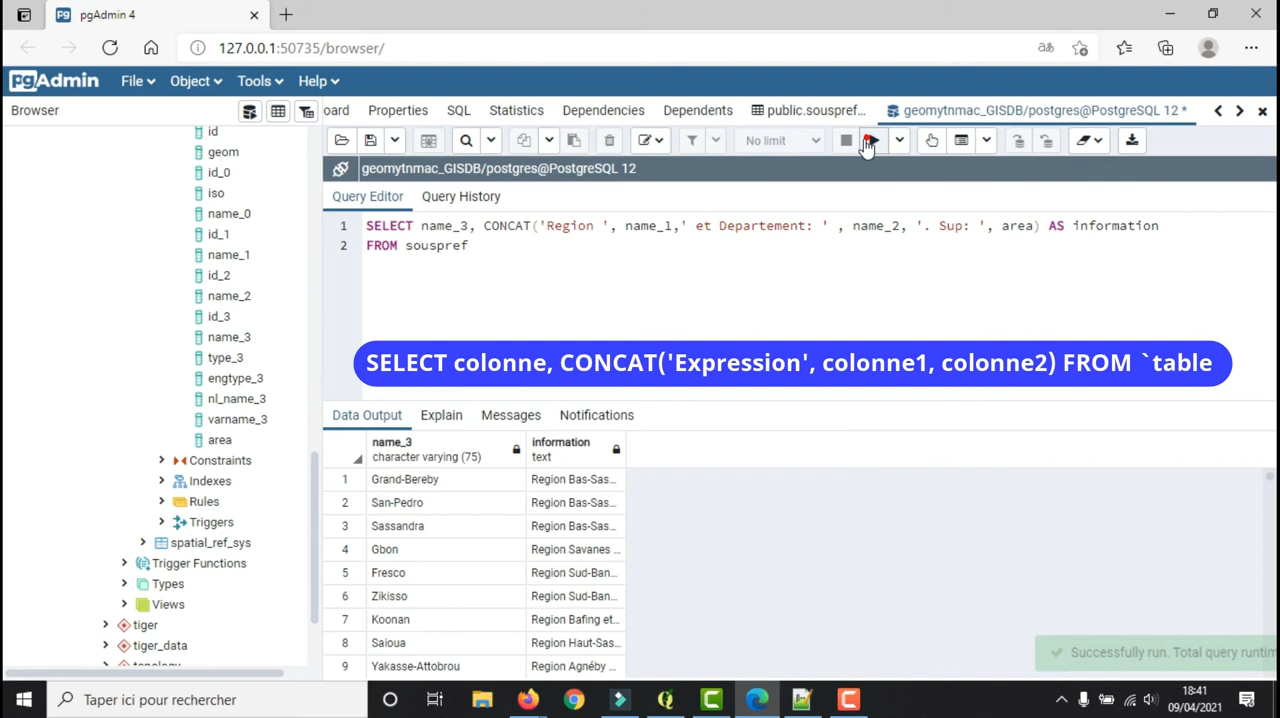 pgAdmin 4
127.0.0.1:50735/browser/
pgAdmin File Object Tools Help
Browser
oard Properties SQL Statistics Dependencies Dependents public.souspref... geomytnmac_GISDB/postgres@PostgreSQL 12 *
No limit
geomytnmac_GISDB/postgres@PostgreSQL 12
Query Editor Query History
1 SELECT name_3, CONCAT('Region ', name_1,' et Departement: ' , name_2, '. Sup: ', area) AS information
2 FROM souspref
id
geom
id_0
iso
name_0
id_1
name_1
id_2
name_2
id_3
name_3
type_3
engtype_3
nl_name_3
varname_3
area
Constraints
Indexes
Rules
Triggers
spatial_ref_sys
Trigger Functions
Types
Views
tiger
tiger_data
topology
SELECT colonne, CONCAT('Expression', colonne1, colonne2) FROM `table
Data Output Explain Messages Notifications
name_3 information
character varying (75) text
1 Grand-Bereby Region Bas-Sas...
2 San-Pedro Region Bas-Sas...
3 Sassandra Region Bas-Sas...
4 Gbon Region Savanes ...
5 Fresco Region Sud-Ban...
6 Zikisso Region Sud-Ban...
7 Koonan Region Bafing et...
8 Saioua Region Haut-Sas...
9 Yakasse-Attobrou Region Agnéby ...
Successfully run. Total query runtim
Taper ici pour rechercher
18:41
09/04/2021